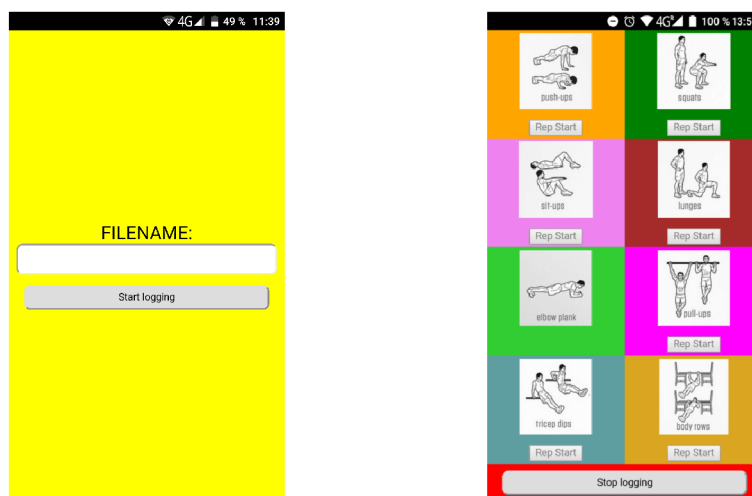 4G 49 % 11:39
FILENAME:
Start logging
4G 100 % 13:5
push-ups
squats
Rep Start
Rep Start
sit-ups
lunges
Rep Start
Rep Start
elbow plank
pull-ups
Rep Start
tricep dips
body rows
Rep Start
Rep Start
Stop logging